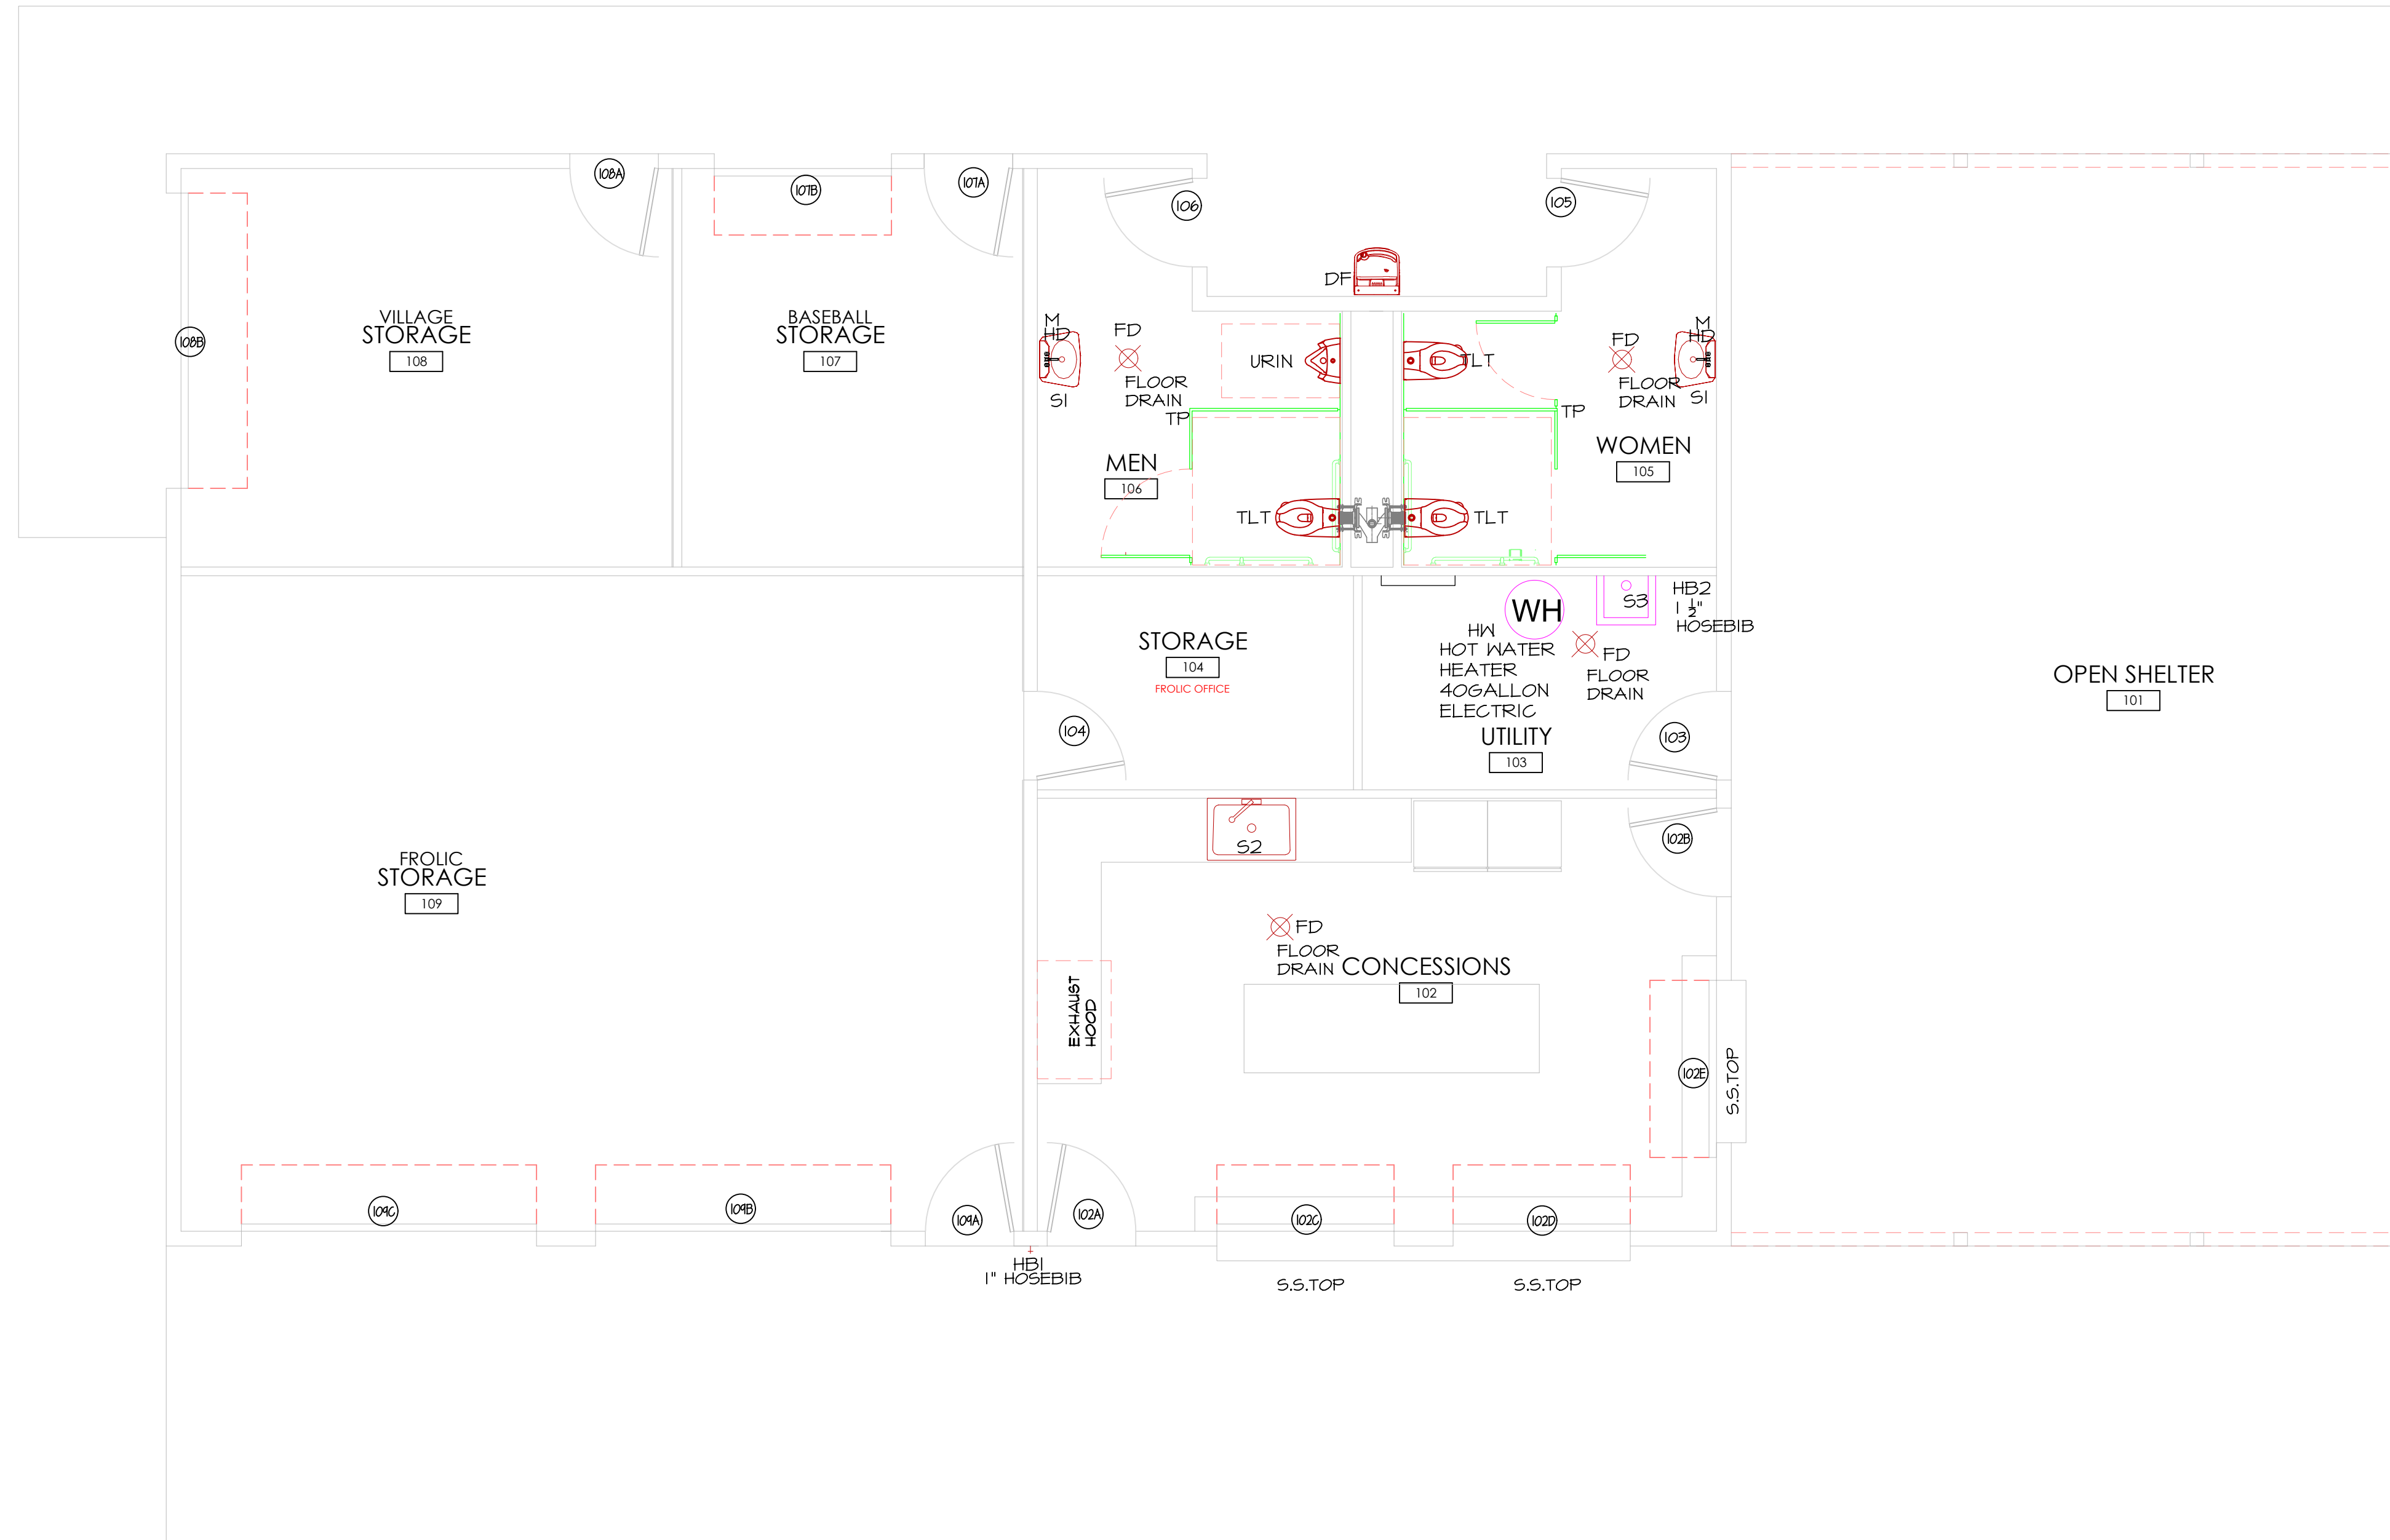 108A
107B
107A
106
105
DF
VILLAGE
STORAGE
108
108B
BASEBALL
STORAGE
107
M
HD
S1
FD
FLOOR
DRAIN
TP
URIN
TLT
FD
FLOOR
DRAIN
M
HD
S1
TP
MEN
106
WOMEN
105
TLT
TLT
WH
S3
HB2
1 1/2"
HOSEBIB
HW
HOT WATER
HEATER
40GALLON
ELECTRIC
FD
FLOOR
DRAIN
STORAGE
104
FROLIC OFFICE
104
UTILITY
103
103
OPEN SHELTER
101
S2
102B
FROLIC
STORAGE
109
FD
FLOOR
DRAIN
CONCESSIONS
102
EXHAUST
HOOD
102E
S.S.TOP
109C
109B
109A
102A
102C
102D
HB1
1" HOSEBIB
S.S.TOP
S.S.TOP